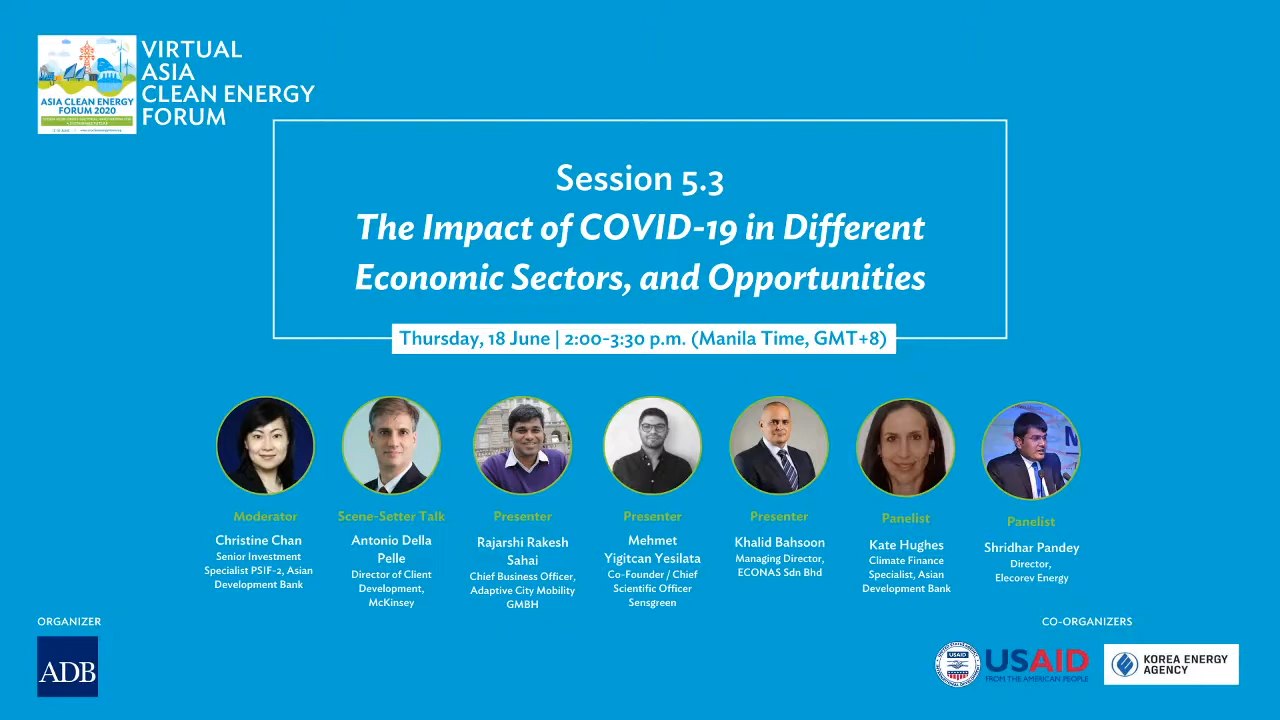 VIRTUAL
ASIA
CLEAN ENERGY
FORUM
ASIA CLEAN ENERGY
FORUM 2020
Session 5.3
The Impact of COVID-19 in Different
Economic Sectors, and Opportunities
Thursday, 18 June | 2:00-3:30 p.m. (Manila Time, GMT+8)
Moderator
Christine Chan
Senior Investment
Specialist PSIF-2, Asian
Development Bank
Scene-Setter Talk
Antonio Della
Pelle
Director of Client
Development,
McKinsey
Presenter
Rajarshi Rakesh
Sahai
Chief Business Officer,
Adaptive City Mobility
GMBH
Presenter
Mehmet
Yigitcan Yesilata
Co-Founder / Chief
Scientific Officer
Sensgreen
Presenter
Khalid Bahsoon
Managing Director,
ECONAS Sdn Bhd
Panelist
Kate Hughes
Climate Finance
Specialist, Asian
Development Bank
Panelist
Shridhar Pandey
Director,
Elecorev Energy
ORGANIZER
ADB
CO-ORGANIZERS
USAID
USAID
FROM THE AMERICAN PEOPLE
KOREA ENERGY
AGENCY